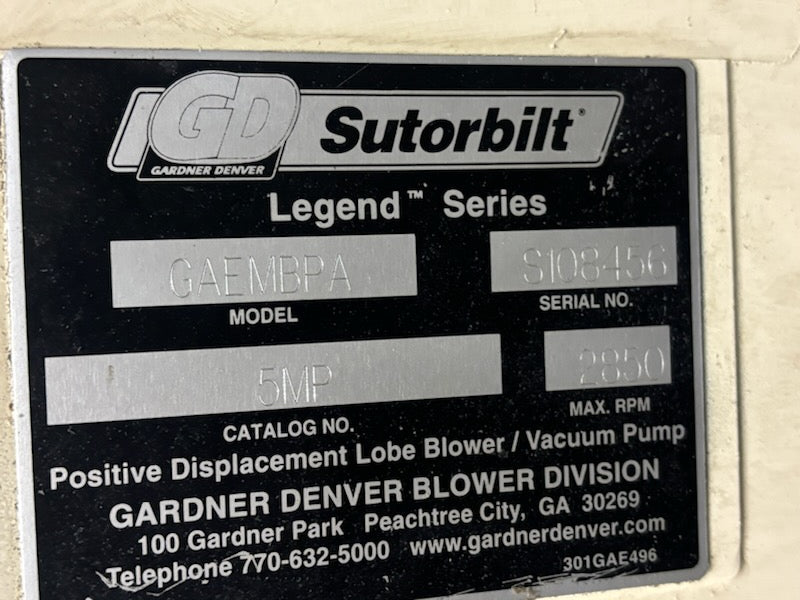 GD Sutorbilt®
GARDNER DENVER
Legend™ Series
GAEMBPA S108456
MODEL SERIAL NO.
5MP 2850
CATALOG NO. MAX. RPM
Positive Displacement Lobe Blower / Vacuum Pump
GARDNER DENVER BLOWER DIVISION
100 Gardner Park Peachtree City, GA 30269
Telephone 770-632-5000 www.gardnerdenver.com
301GAE496